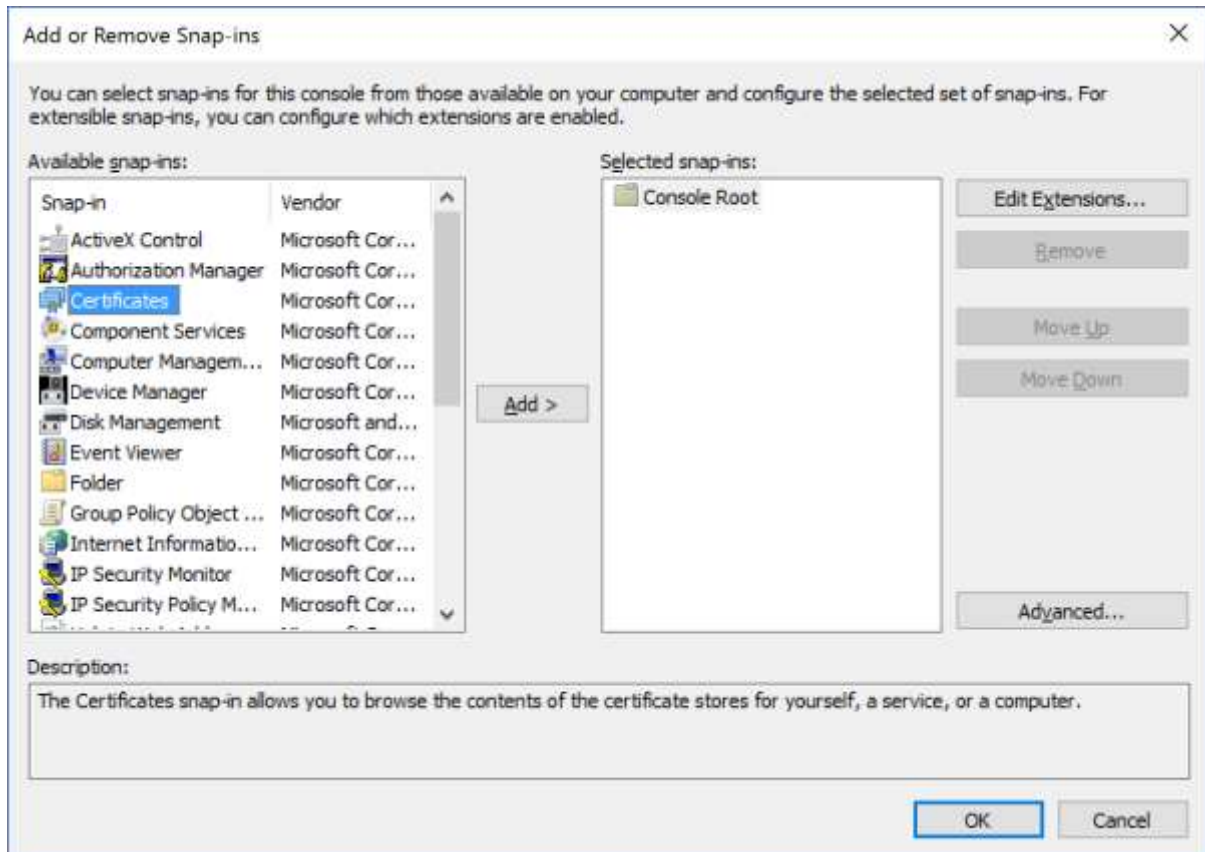 Add or Remove Snap-ins
You can select snap-ins for this console from those available on your computer and configure the selected set of snap-ins. For
extensible snap-ins, you can configure which extensions are enabled.
Available snap-ins:
Snap-in Vendor
ActiveX Control Microsoft Cor...
Authorization Manager Microsoft Cor...
Certificates Microsoft Cor...
Component Services Microsoft Cor...
Computer Managem... Microsoft Cor...
Device Manager Microsoft Cor...
Disk Management Microsoft and...
Event Viewer Microsoft Cor...
Folder Microsoft Cor...
Group Policy Object ... Microsoft Cor...
Internet Informatio... Microsoft Cor...
IP Security Monitor Microsoft Cor...
IP Security Policy M... Microsoft Cor...
Add >
Selected snap-ins:
Console Root
Edit Extensions...
Remove
Move Up
Move Down
Advanced...
Description:
The Certificates snap-in allows you to browse the contents of the certificate stores for yourself, a service, or a computer.
OK Cancel